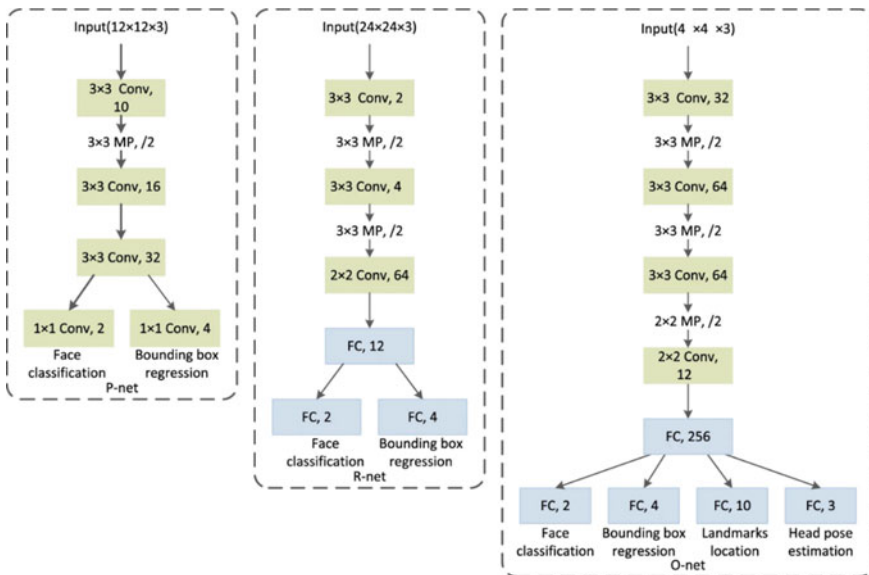 Input(12×12×3)
3×3 Conv,
10
3×3 MP, /2
3×3 Conv, 16
3×3 Conv, 32
1×1 Conv, 2
1×1 Conv, 4
Face
classification
Bounding box
regression
P-net
Input(24×24×3)
3×3 Conv, 2
3×3 MP, /2
3×3 Conv, 4
3×3 MP, /2
2×2 Conv, 64
FC, 12
FC, 2
FC, 4
Face
classification
Bounding box
regression
R-net
Input(4 ×4 ×3)
3×3 Conv, 32
3×3 MP, /2
3×3 Conv, 64
3×3 MP, /2
3×3 Conv, 64
2×2 MP, /2
2×2 Conv,
12
FC, 256
FC, 2
FC, 4
FC, 10
FC, 3
Face
classification
Bounding box
regression
Landmarks
location
Head pose
estimation
O-net